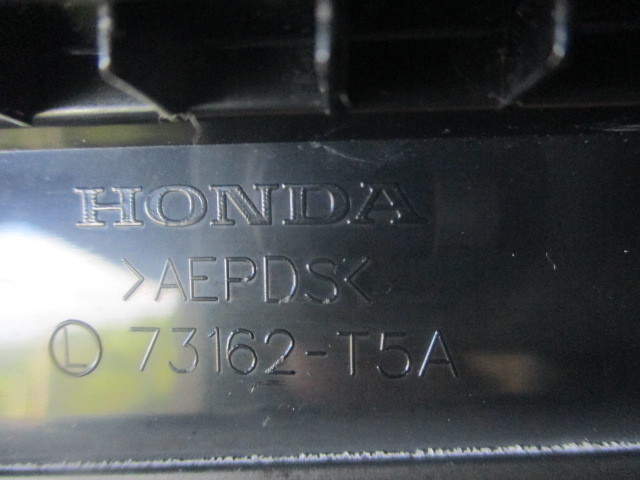 HONDA
>AEPDS<
Ⓛ 73162-T5A